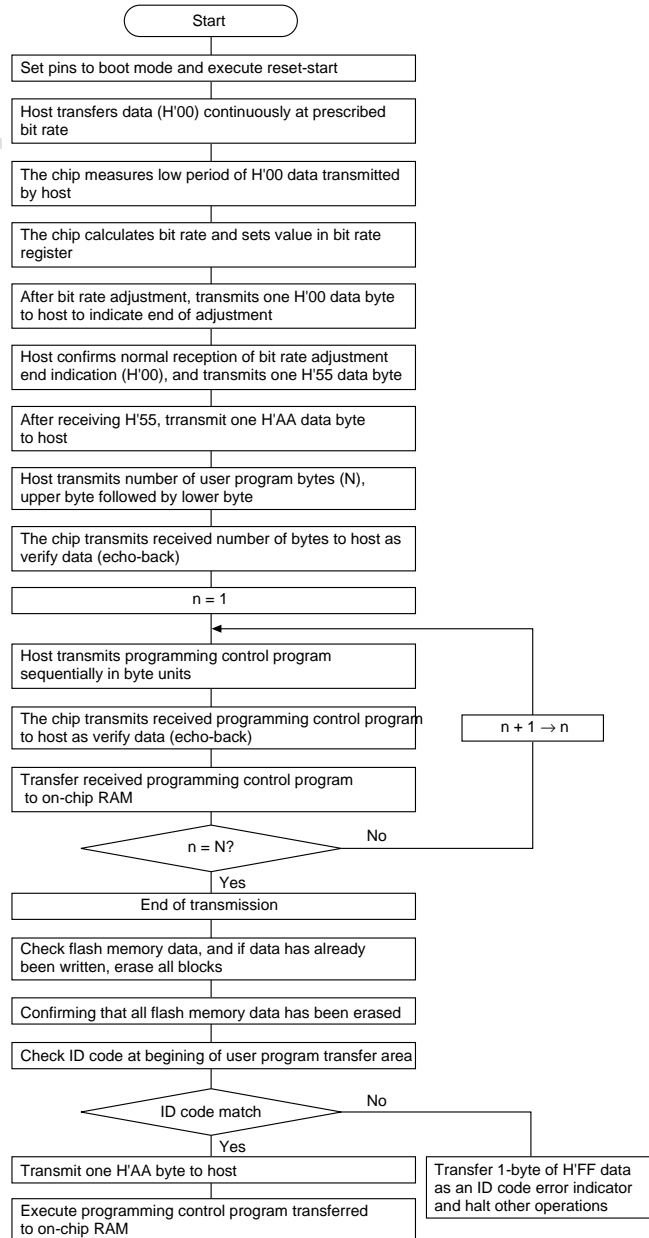 Start
Set pins to boot mode and execute reset-start
Host transfers data (H'00) continuously at prescribed
bit rate
The chip measures low period of H'00 data transmitted
by host
The chip calculates bit rate and sets value in bit rate
register
After bit rate adjustment, transmits one H'00 data byte
to host to indicate end of adjustment
Host confirms normal reception of bit rate adjustment
end indication (H'00), and transmits one H'55 data byte
After receiving H'55, trransmit one H'AA data byte
to host
Host transmits number of user program bytes (N),
upper byte followed by lower byte
The chip transmits received number of bytes to host as
verify data (echo-back)
n = 1
Host transmits programming control program
sequentially in byte units
The chip transmits received programming control program
to host as verify data (echo-back)
n + 1 → n
Transfer received programming control program
to on-chip RAM
n = N?
No
Yes
End of transmission
Check flash memory data, and if data has already
been written, erase all blocks
Confirming that all flash memory data has been erased
Check ID code at begining of user program transfer area
ID code match
No
Yes
Transmit one H'AA byte to host
Transfer 1-byte of H'FF data
as an ID code error indicator
and halt other operations
Execute programming control program transferred
to on-chip RAM